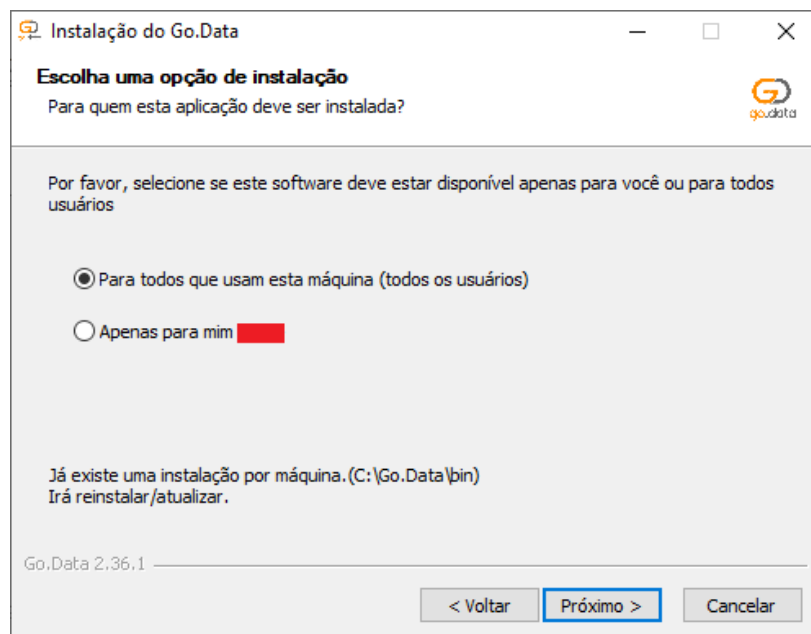 Instalação do Go.Data
Escolha uma opção de instalação
Para quem esta aplicação deve ser instalada?
go.data
Por favor, selecione se este software deve estar disponível apenas para você ou para todos
usuários
Para todos que usam esta máquina (todos os usuários)
Apenas para mim
Já existe uma instalação por máquina.(C:\Go.Data\bin)
Irá reinstalar/atualizar.
Go.Data 2.36.1
< Voltar
Próximo >
Cancelar